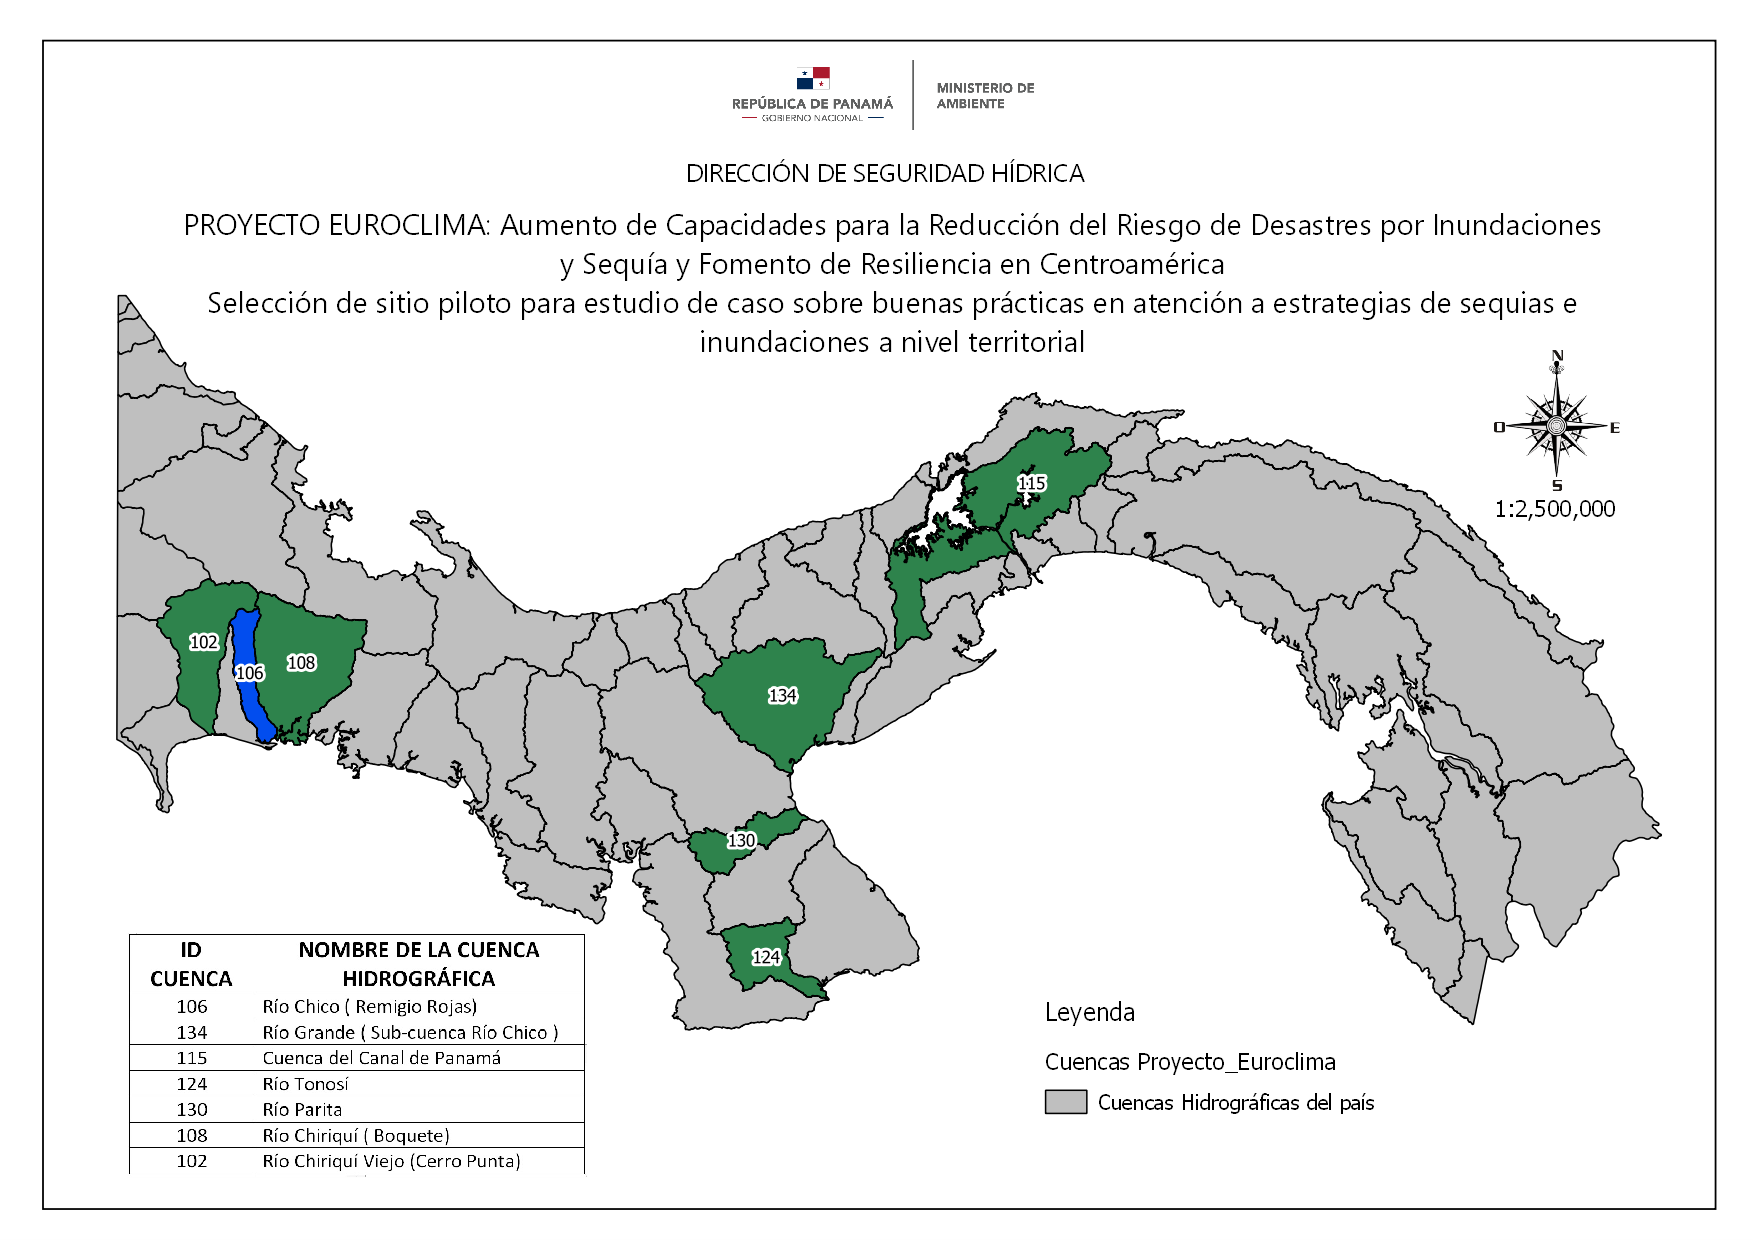 REPÚBLICA DE PANAMÁ
GOBIERNO NACIONAL
MINISTERIO DE
AMBIENTE
DIRECCIÓN DE SEGURIDAD HÍDRICA
PROYECTO EUROCLIMA: Aumento de Capacidades para la Reducción del Riesgo de Desastres por Inundaciones
y Sequía y Fomento de Resiliencia en Centroamérica
Selección de sitio piloto para estudio de caso sobre buenas prácticas en atención a estrategias de sequias e
inundaciones a nivel territorial
N
O
E
S
1:2,500,000
115
102
106
108
134
130
124
ID CUENCA NOMBRE DE LA CUENCA HIDROGRÁFICA
106 Río Chico ( Remigio Rojas)
134 Río Grande ( Sub-cuenca Río Chico )
115 Cuenca del Canal de Panamá
124 Río Tonosí
130 Río Parita
108 Río Chiriquí ( Boquete)
102 Río Chiriquí Viejo (Cerro Punta)
Leyenda
Cuencas Proyecto_Euroclima
Cuencas Hidrográficas del país